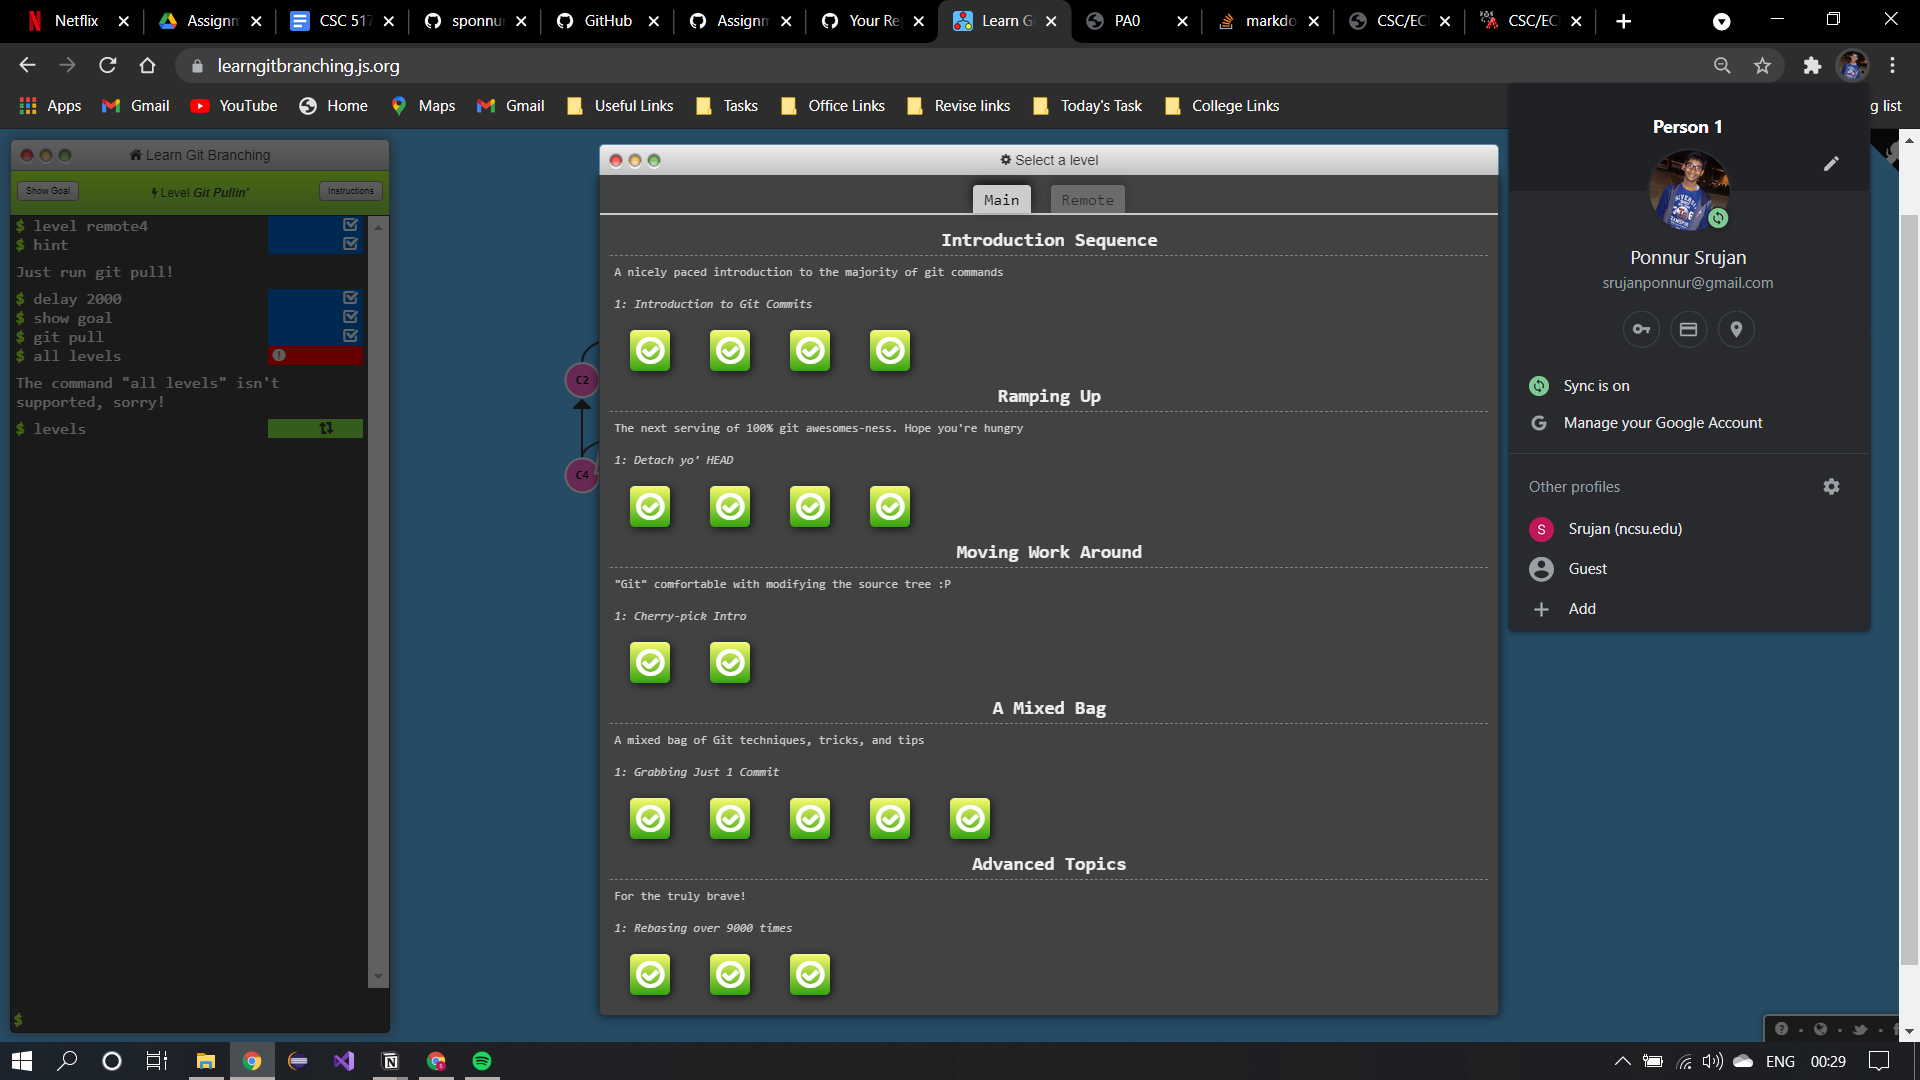 Netflix
Assignm
CSC 517
sponnu
GitHub
Assignm
Your Re
Learn G
PA0
markdo
CSC/EC
CSC/EC
learngitbranching.js.org
Apps
Gmail
YouTube
Home
Maps
Gmail
Useful Links
Tasks
Office Links
Revise links
Today's Task
College Links
g list
Learn Git Branching
Show Goal
Level Git Pullin'
Instructions
$ level remote4
$ hint
Just run git pull!
$ delay 2000
$ show goal
$ git pull
$ all levels
The command "all levels" isn't
supported, sorry!
$ levels
$
C2
C4
Select a level
Main
Remote
Introduction Sequence
A nicely paced introduction to the majority of git commands
1: Introduction to Git Commits
Ramping Up
The next serving of 100% git awesomes-ness. Hope you're hungry
1: Detach yo' HEAD
Moving Work Around
"Git" comfortable with modifying the source tree :P
1: Cherry-pick Intro
A Mixed Bag
A mixed bag of Git techniques, tricks, and tips
1: Grabbing Just 1 Commit
Advanced Topics
For the truly brave!
1: Rebasing over 9000 times
Person 1
Ponnur Srujan
srujanponnur@gmail.com
Sync is on
G Manage your Google Account
Other profiles
S Srujan (ncsu.edu)
Guest
Add
ENG
00:29